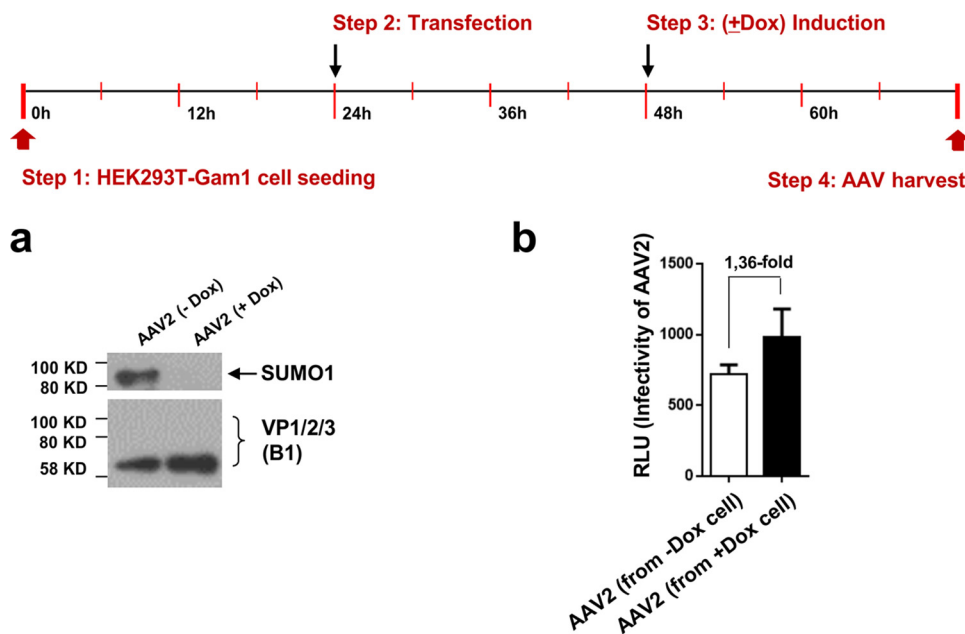 Step 2: Transfection
Step 3: (±Dox) Induction
0h
12h
24h
36h
48h
60h
Step 1: HEK293T-Gam1 cell seeding
Step 4: AAV harvest
a
AAV2 (- Dox)
AAV2 (+ Dox)
100 KD
80 KD
SUMO1
100 KD
80 KD
58 KD
VP1/2/3
(B1)
b
RLU (Infectivity of AAV2)
1,36-fold
1500
1000
500
0
AAV2 (from -Dox cell)
AAV2 (from +Dox cell)